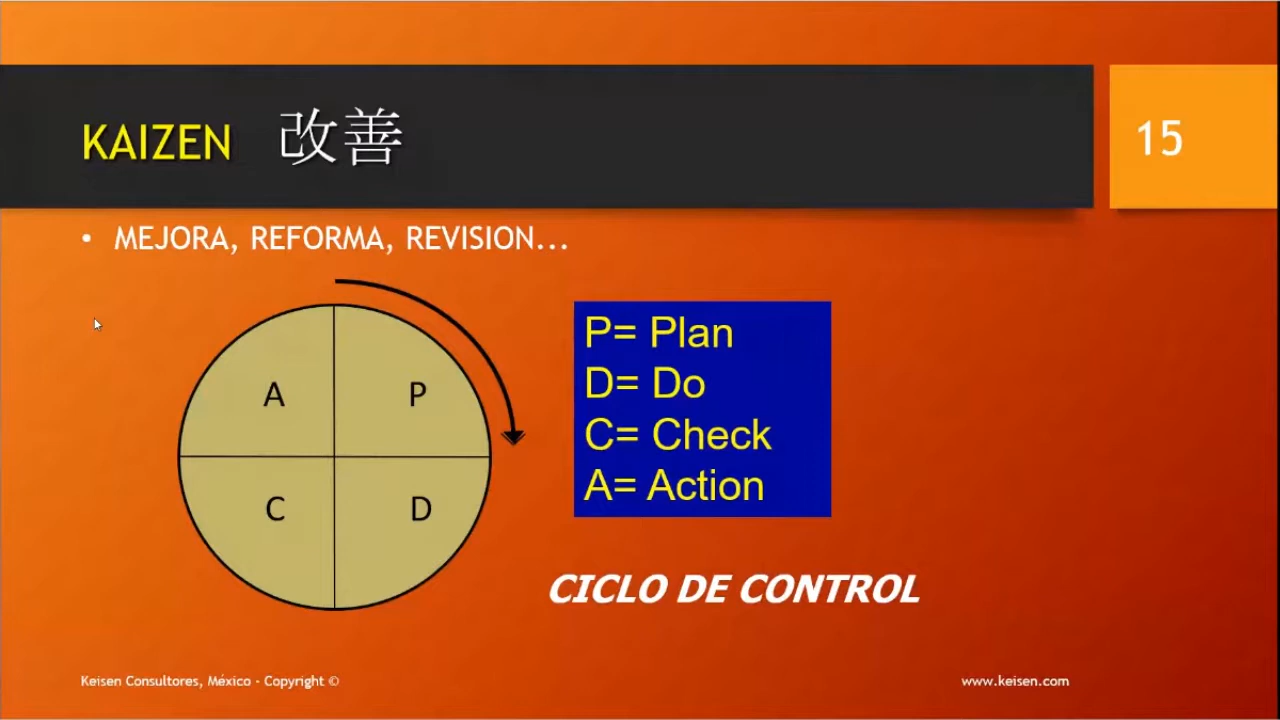 KAIZEN 改善
15
• MEJORA, REFORMA, REVISION...
A P
C D
P= Plan
D= Do
C= Check
A= Action
CICLO DE CONTROL
Keisen Consultores, México - Copyright ©
www.keisen.com